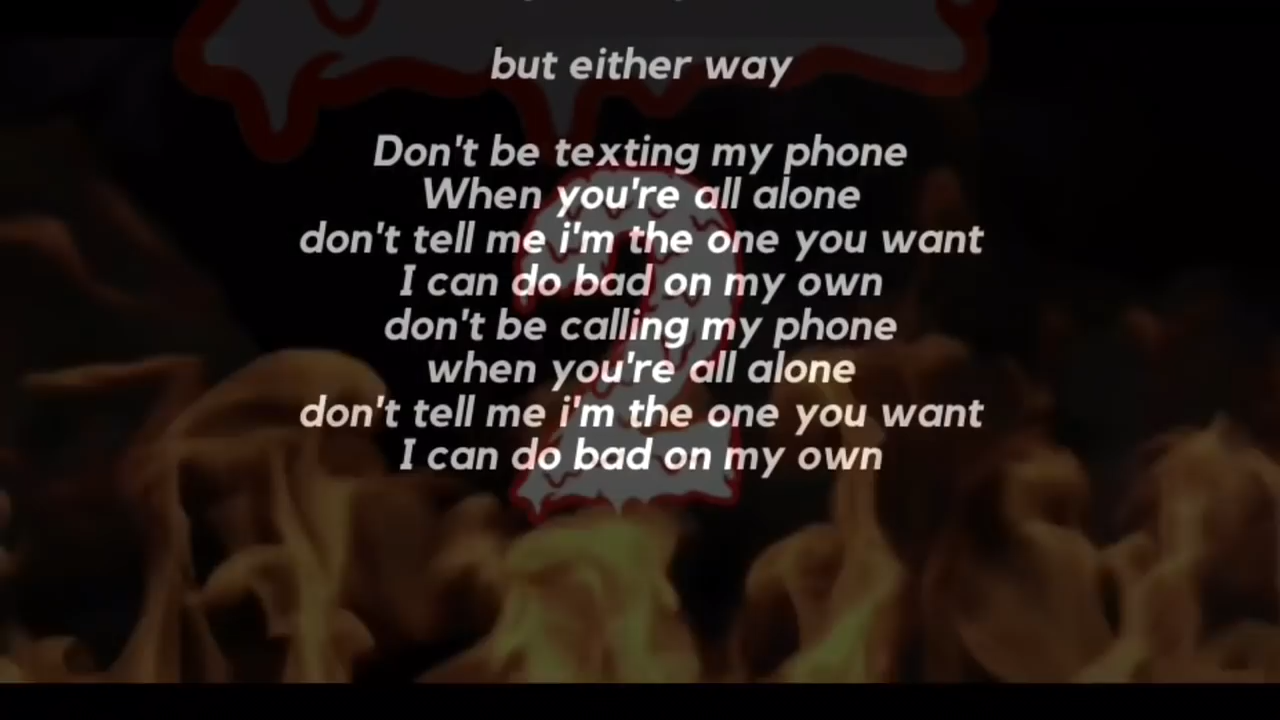 but either way
Don't be texting my phone
When you're all alone
don't tell me i'm the one you want
I can do bad on my own
don't be calling my phone
when you're all alone
don't tell me i'm the one you want
I can do bad on my own
2